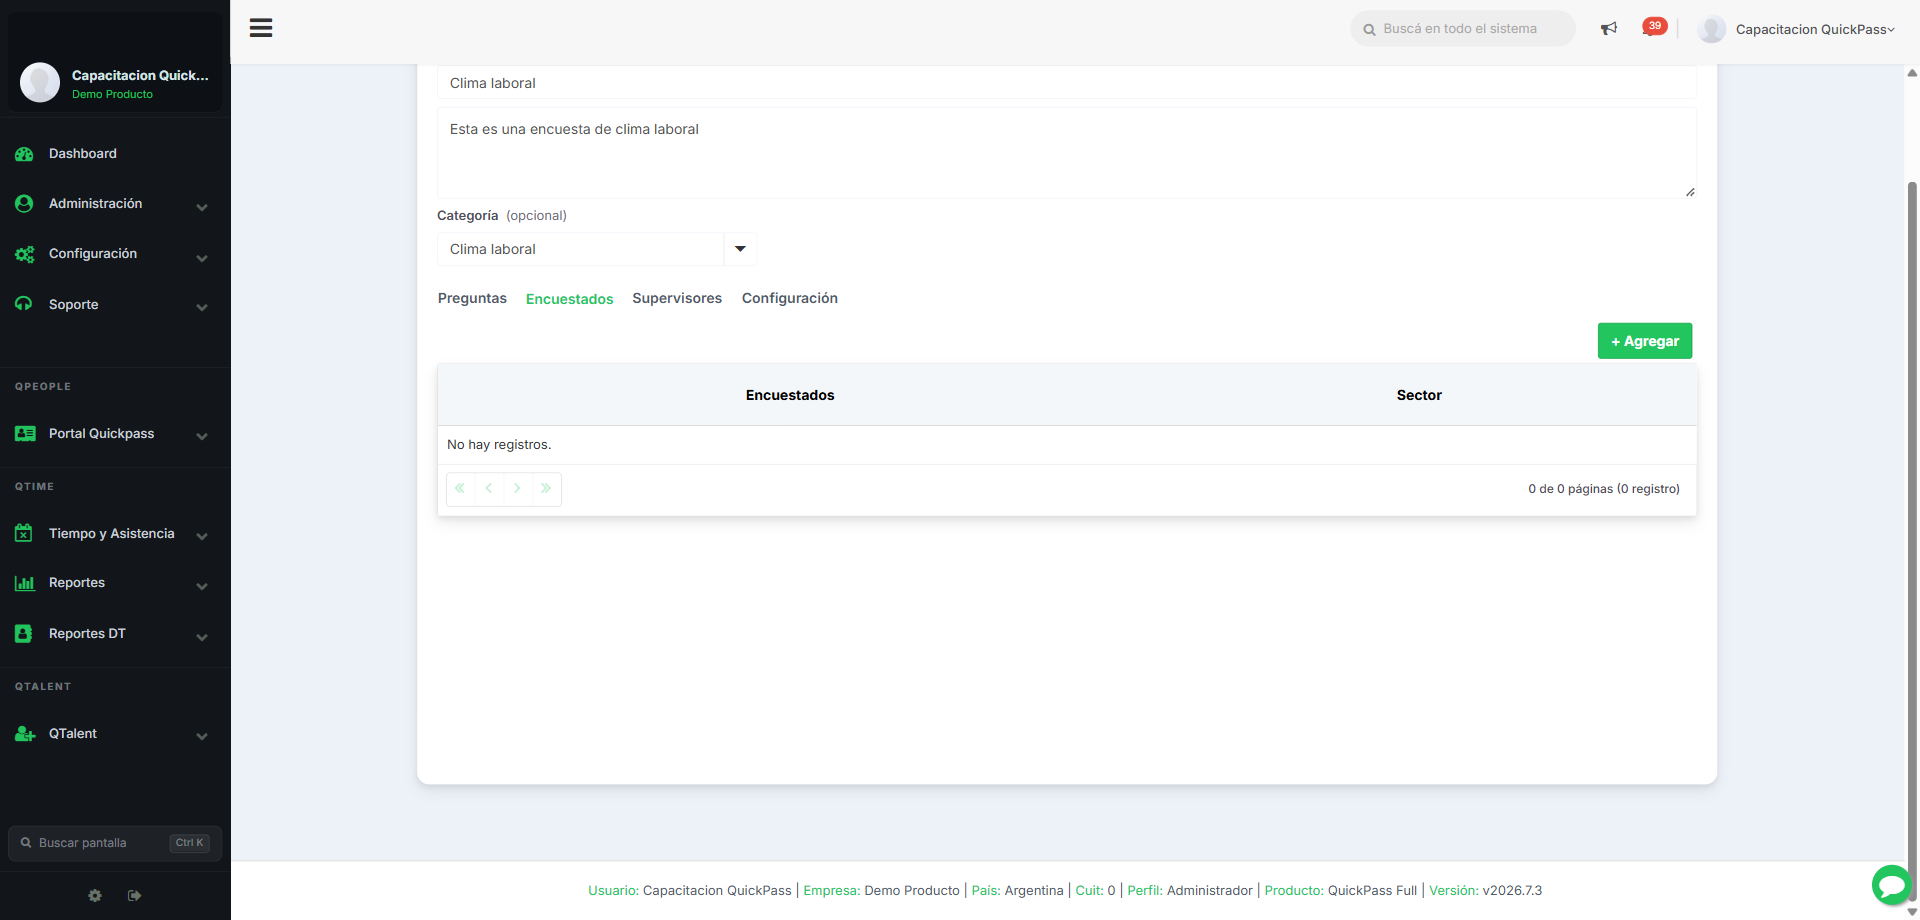 Capacitacion Quick...
Demo Producto
Dashboard
Administración
Configuración
Soporte
QPEOPLE
Portal Quickpass
QTIME
Tiempo y Asistencia
Reportes
Reportes DT
QTALENT
QTalent
Buscar pantalla
Ctrl K
Buscá en todo el sistema
39
Capacitacion QuickPass
Clima laboral
Esta es una encuesta de clima laboral
Categoría (opcional)
Clima laboral
Preguntas Encuestados Supervisores Configuración
+ Agregar
Encuestados Sector
No hay registros.
0 de 0 páginas (0 registro)
Usuario: Capacitacion QuickPass | Empresa: Demo Producto | País: Argentina | Cuit: 0 | Perfil: Administrador | Producto: QuickPass Full | Versión: v2026.7.3